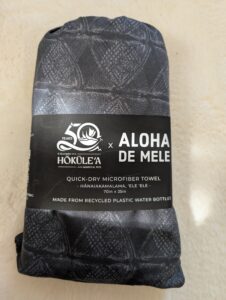 50
YEARS
HŌKŪLEʻA
x
ALOHA
DE MELE
QUICK-DRY MICROFIBER TOWEL
- HĀNAIAKAMALAMA, ʻELE ʻELE -
70in x 35in
MADE FROM RECYCLED PLASTIC WATER BOTTLES